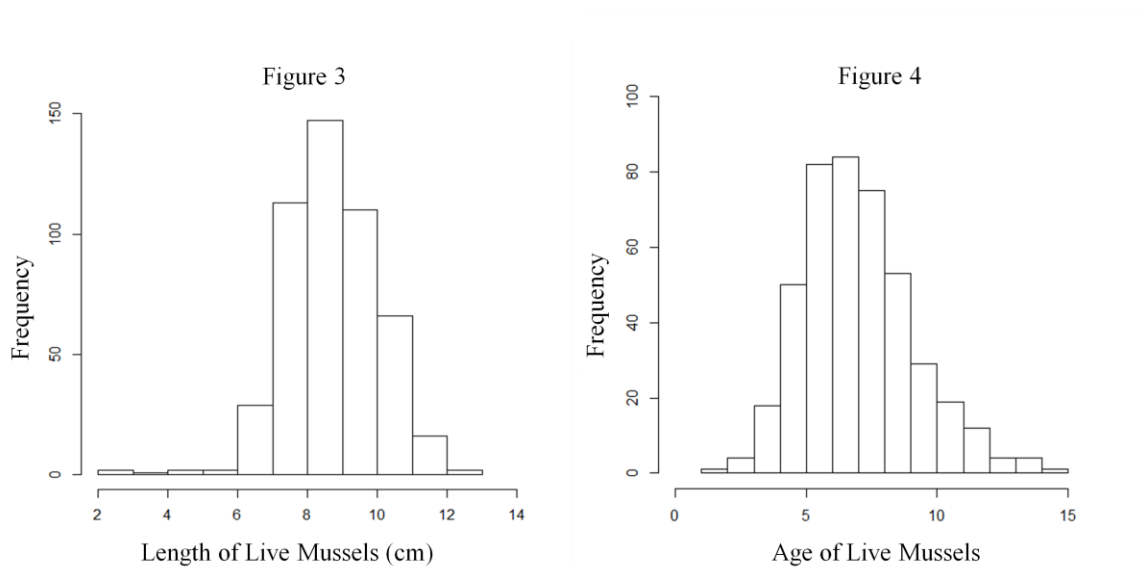 Figure 3
150
100
50
0
Frequency
2 4 6 8 10 12 14
Length of Live Mussels (cm)
Figure 4
100
80
60
40
20
0
Frequency
0 5 10 15
Age of Live Mussels